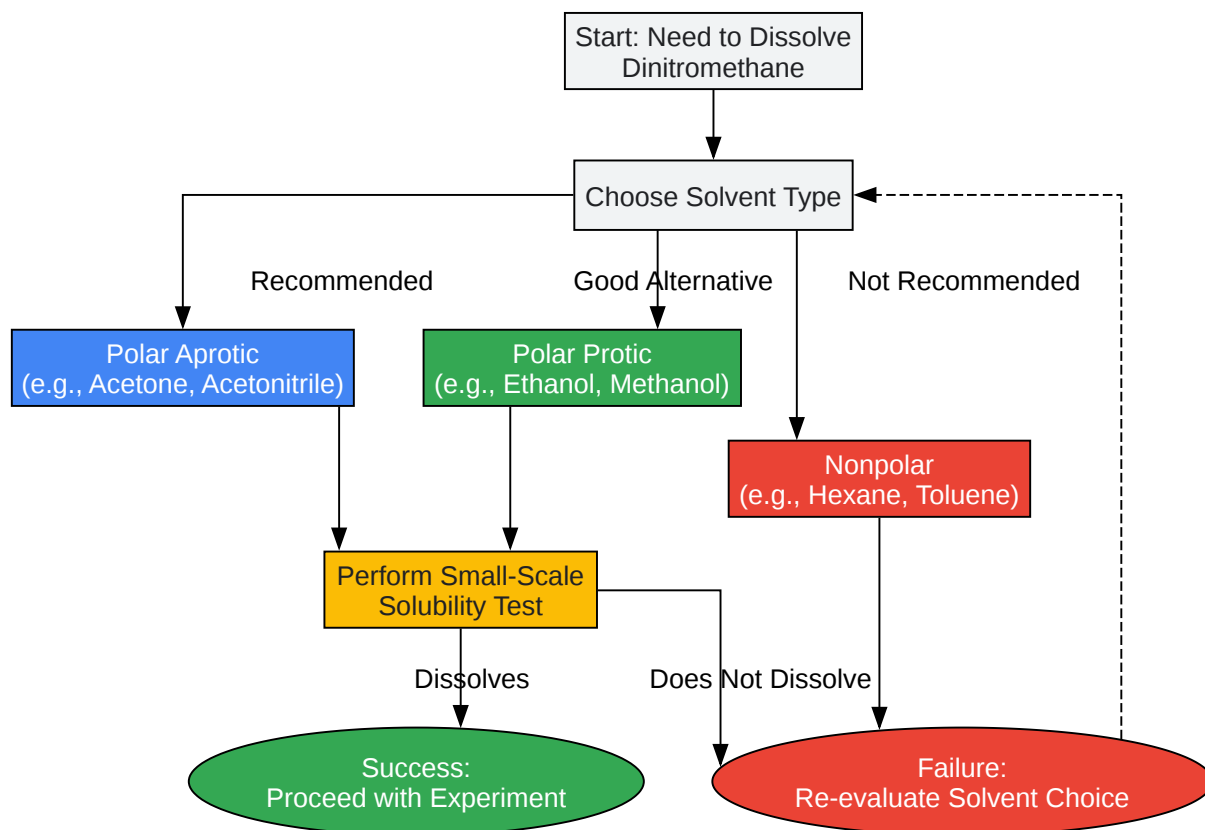 Start: Need to Dissolve
Dinitromethane
Choose Solvent Type
Recommended
Good Alternative
Not Recommended
Polar Aprotic
(e.g., Acetone, Acetonitrile)
Polar Protic
(e.g., Ethanol, Methanol)
Nonpolar
(e.g., Hexane, Toluene)
Perform Small-Scale
Solubility Test
Dissolves
Does Not Dissolve
Success:
Proceed with Experiment
Failure:
Re-evaluate Solvent Choice